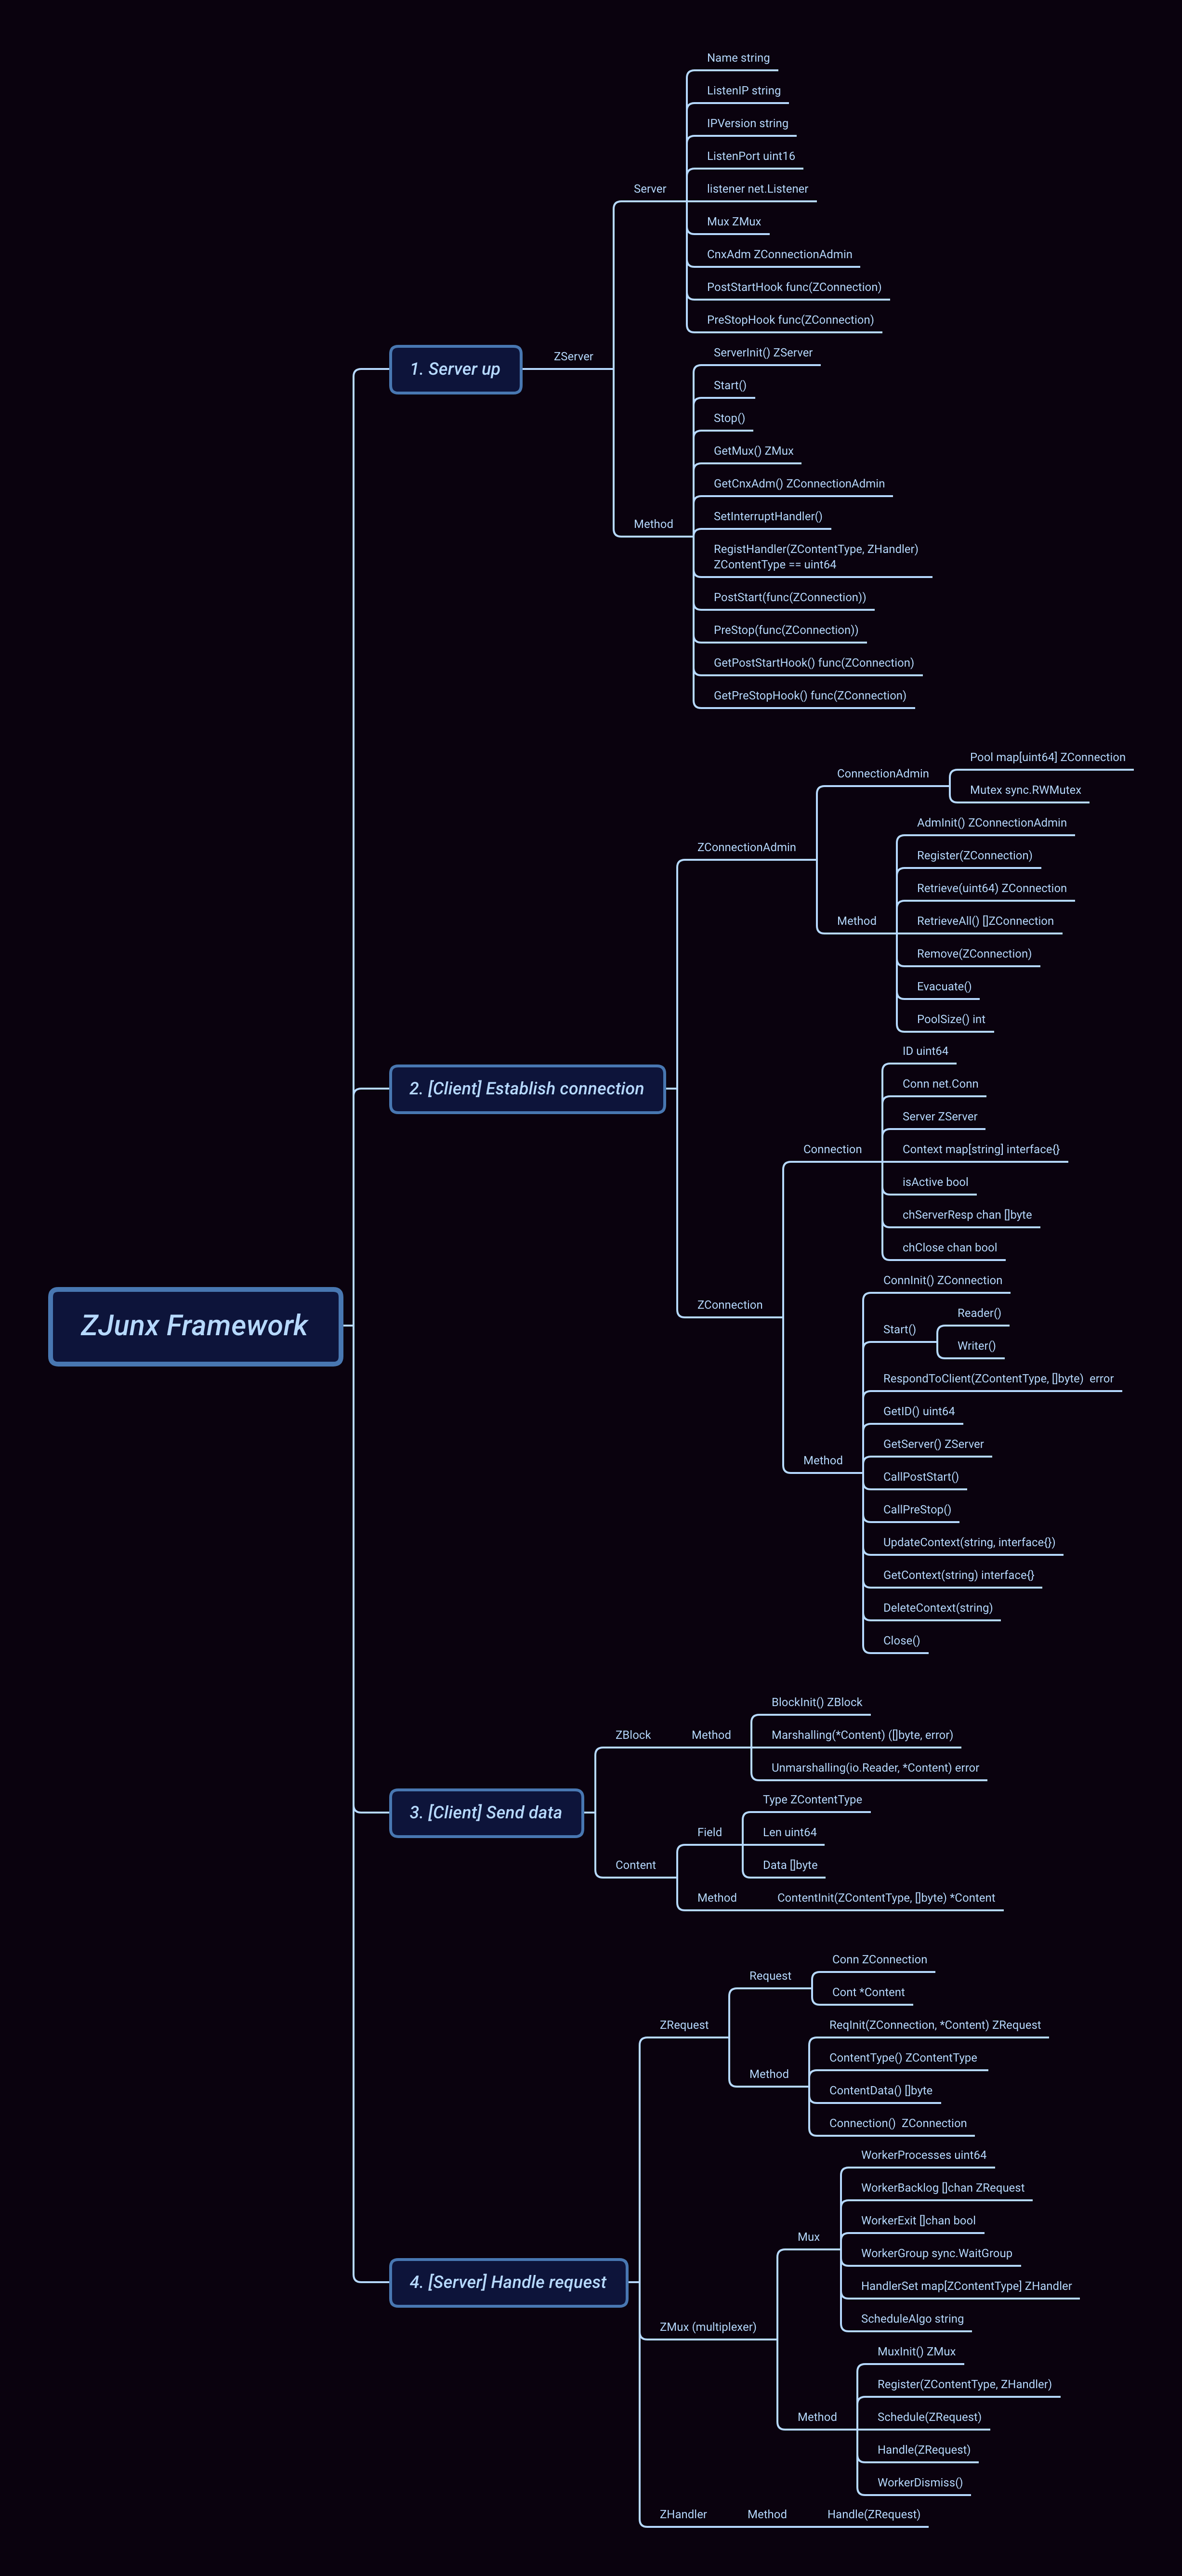 ZJunx Framework
1. Server up
ZServer
Server
Name string
ListenIP string
IPVersion string
ListenPort uint16
listener net.Listener
Mux ZMux
CnxAdm ZConnectionAdmin
PostStartHook func(ZConnection)
PreStopHook func(ZConnection)
Method
ServerInit() ZServer
Start()
Stop()
GetMux() ZMux
GetCnxAdm() ZConnectionAdmin
SetInterruptHandler()
RegistHandler(ZContentType, ZHandler)
ZContentType == uint64
PostStart(func(ZConnection))
PreStop(func(ZConnection))
GetPostStartHook() func(ZConnection)
GetPreStopHook() func(ZConnection)
2. [Client] Establish connection
ZConnectionAdmin
ConnectionAdmin
Pool map[uint64] ZConnection
Mutex sync.RWMutex
Method
AdmInit() ZConnectionAdmin
Register(ZConnection)
Retrieve(uint64) ZConnection
RetrieveAll() []ZConnection
Remove(ZConnection)
Evacuate()
PoolSize() int
ZConnection
Connection
ID uint64
Conn net.Conn
Server ZServer
Context map[string] interface{}
isActive bool
chServerResp chan []byte
chClose chan bool
Method
ConnInit() ZConnection
Start()
Reader()
Writer()
RespondToClient(ZContentType, []byte)  error
GetID() uint64
GetServer() ZServer
CallPostStart()
CallPreStop()
UpdateContext(string, interface{})
GetContext(string) interface{}
DeleteContext(string)
Close()
3. [Client] Send data
ZBlock
Method
BlockInit() ZBlock
Marshalling(*Content) ([]byte, error)
Unmarshalling(io.Reader, *Content) error
Content
Field
Type ZContentType
Len uint64
Data []byte
Method
ContentInit(ZContentType, []byte) *Content
4. [Server] Handle request
ZRequest
Request
Conn ZConnection
Cont *Content
Method
ReqInit(ZConnection, *Content) ZRequest
ContentType() ZContentType
ContentData() []byte
Connection()  ZConnection
ZMux (multiplexer)
Mux
WorkerProcesses uint64
WorkerBacklog []chan ZRequest
WorkerExit []chan bool
WorkerGroup sync.WaitGroup
HandlerSet map[ZContentType] ZHandler
ScheduleAlgo string
Method
MuxInit() ZMux
Register(ZContentType, ZHandler)
Schedule(ZRequest)
Handle(ZRequest)
WorkerDismiss()
ZHandler
Method
Handle(ZRequest)